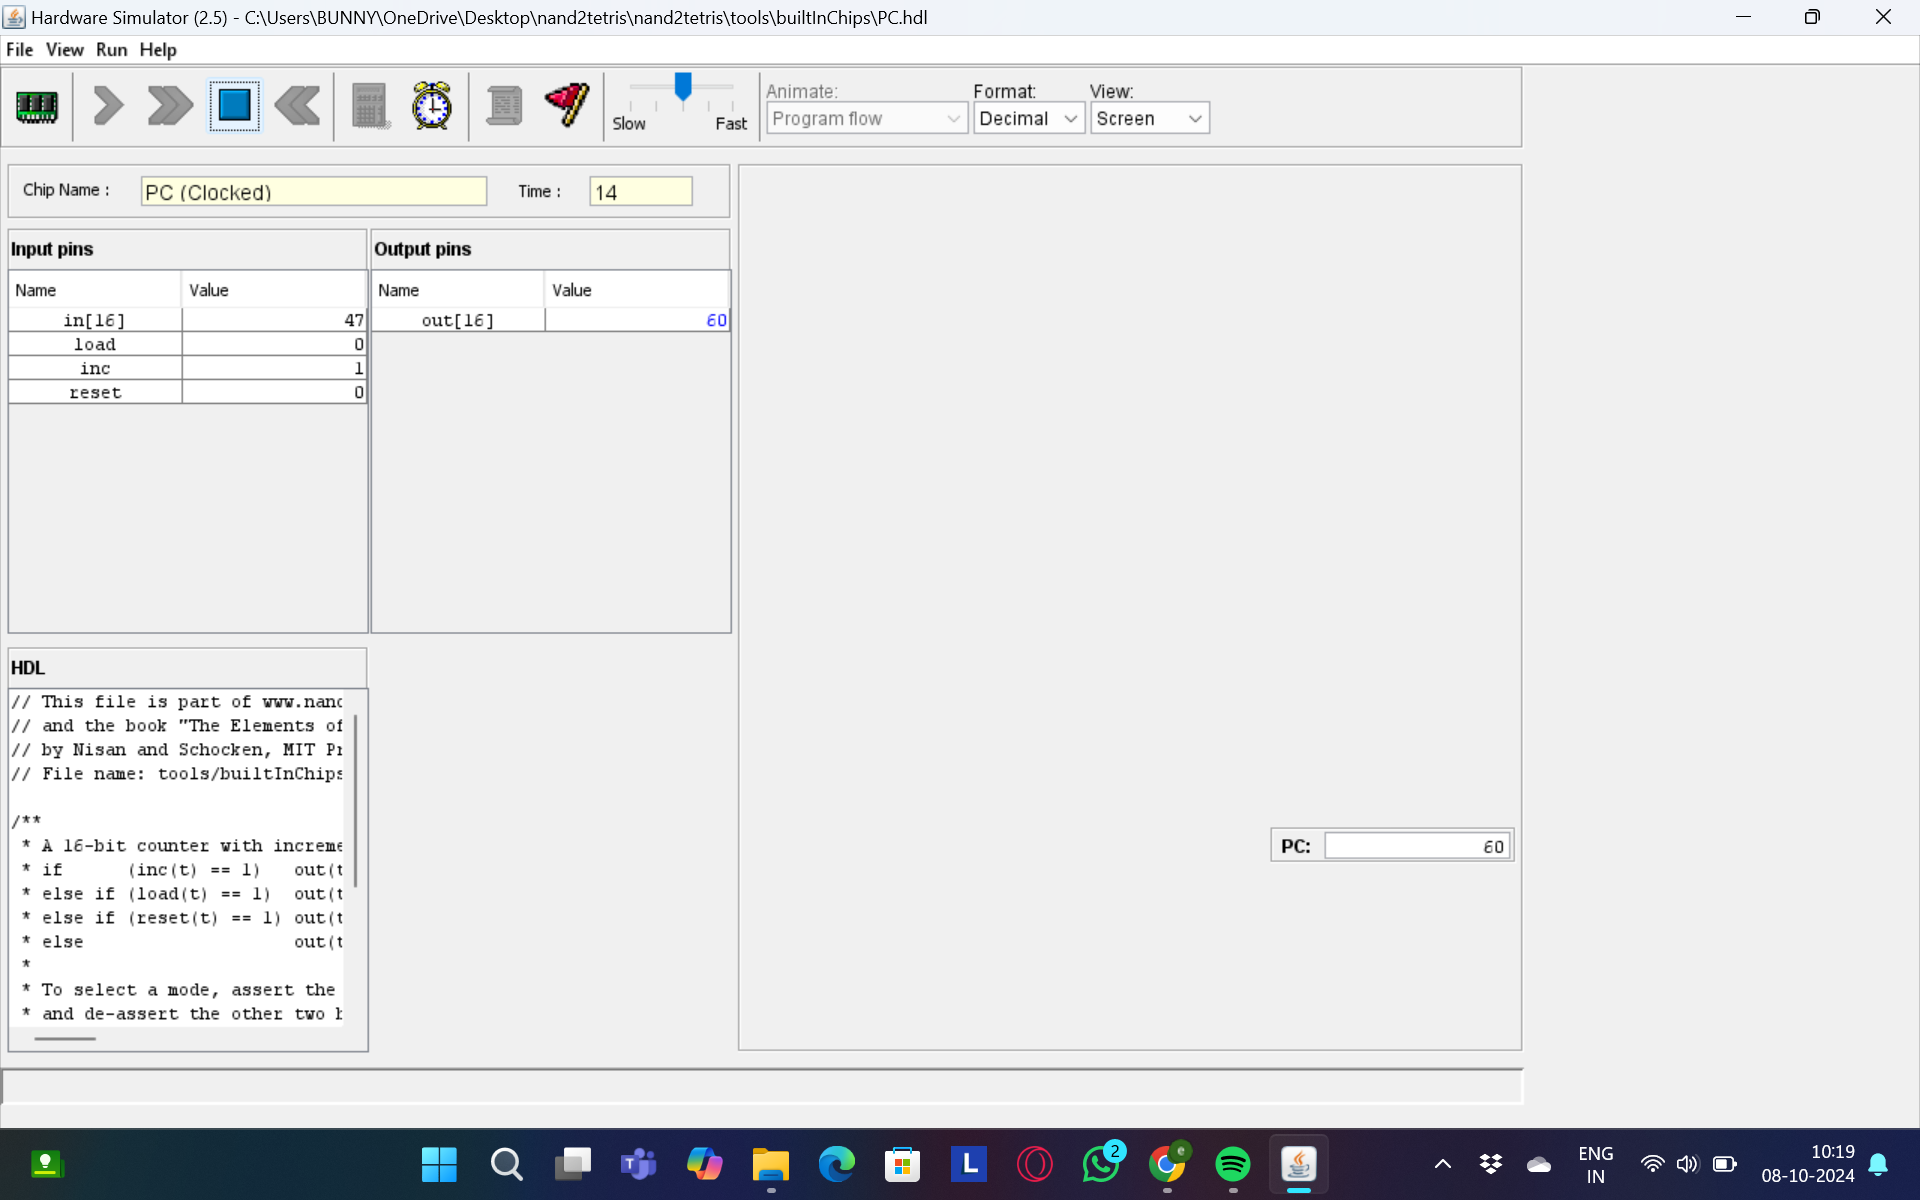 Hardware Simulator (2.5) - C:\Users\BUNNY\OneDrive\Desktop\nand2tetris\nand2tetris\tools\builtInChips\PC.hdl
File View Run Help
Slow Fast
Animate:
Program flow
Format:
Decimal
View:
Screen
Chip Name :
PC (Clocked)
Time :
14
Input pins
Name Value
in[16] 47
load 0
inc 1
reset 0
Output pins
Name Value
out[16] 60
HDL
// This file is part of www.nand
// and the book "The Elements of
// by Nisan and Schocken, MIT Pr
// File name: tools/builtInChips
/**
* A 16-bit counter with increme
* if (inc(t) == 1) out(t
* else if (load(t) == 1) out(t
* else if (reset(t) == 1) out(t
* else out(t
*
* To select a mode, assert the
* and de-assert the other two b
PC: 60
L
2
e
ENG
IN
10:19
08-10-2024